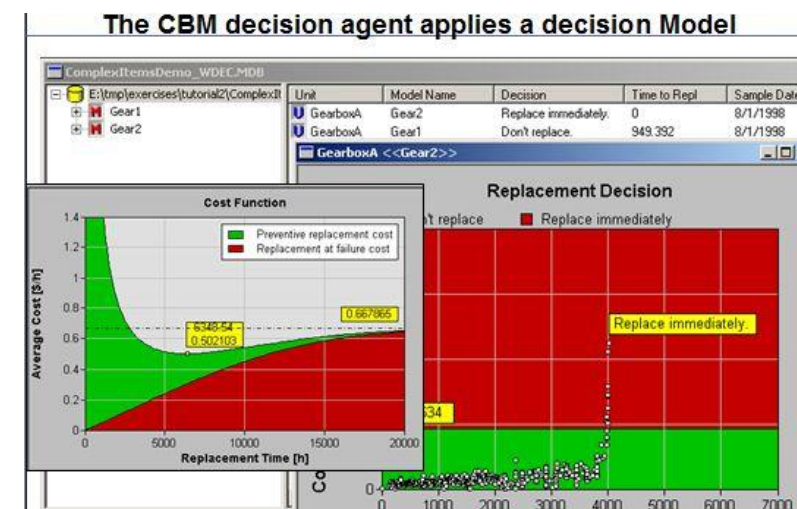 The CBM decision agent applies a decision Model
ComplexItemsDemo_WDEC.MDB
E:\tmp\exercises\tutorial2\ComplexIt
Gear1
Gear2
Unit Model Name Decision Time to Repl Sample Date
GearboxA Gear2 Replace immediately. 0 8/1/1998
GearboxA Gear1 Don't replace. 949.392 8/1/1998
GearboxA <<Gear2>>
Replacement Decision
't replace Replace immediately
Replace immediately.
534
Co
0
0 1000 2000 3000 4000 5000 6000 7000
Cost Function
Preventive replacement cost
Replacement at failure cost
Average Cost [$/h]
1.4
1.2
1
0.8
0.6
0.4
0.2
0
0.667865
6348.54
0.502103
0 5000 10000 15000 20000
Replacement Time [h]